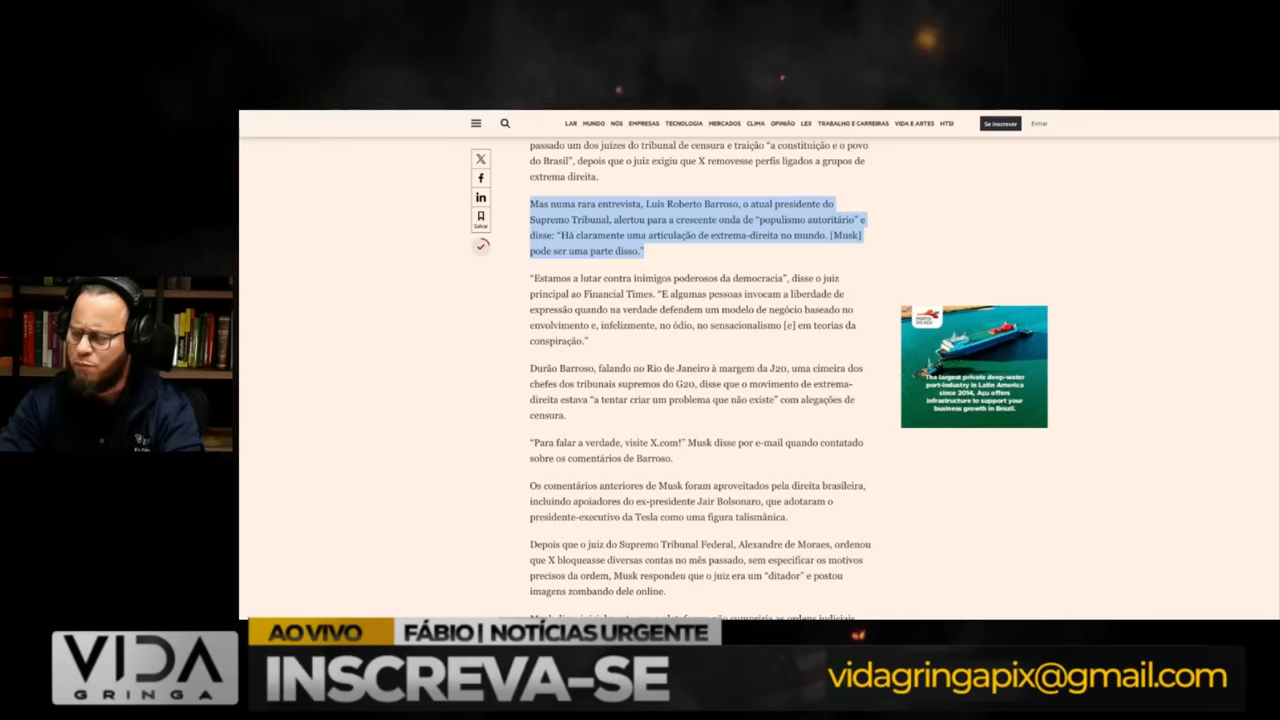 LAR MUNDO NÓS EMPRESAS TECNOLOGIA MERCADOS CLIMA OPINIÃO LEX TRABALHO E CARREIRAS VIDA E ARTES HTSI Se inscrever Entrar
passado um dos juízes do tribunal de censura e traição “a constituição e o povo
do Brasil”, depois que o juiz exigiu que X removesse perfis ligados a grupos de
extrema direita.
Salvar
Mas numa rara entrevista, Luís Roberto Barroso, o atual presidente do
Supremo Tribunal, alertou para a crescente onda de “populismo autoritário” e
disse: “Há claramente uma articulação de extrema-direita no mundo. [Musk]
pode ser uma parte disso.”
“Estamos a lutar contra inimigos poderosos da democracia”, disse o juiz
principal ao Financial Times. “E algumas pessoas invocam a liberdade de
expressão quando na verdade defendem um modelo de negócio baseado no
envolvimento e, infelizmente, no ódio, no sensacionalismo [e] em teorias da
conspiração.”
Durão Barroso, falando no Rio de Janeiro à margem da J20, uma cimeira dos
chefes dos tribunais supremos do G20, disse que o movimento de extrema-
direita estava “a tentar criar um problema que não existe” com alegações de
censura.
“Para falar a verdade, visite X.com!” Musk disse por e-mail quando contatado
sobre os comentários de Barroso.
Os comentários anteriores de Musk foram aproveitados pela direita brasileira,
incluindo apoiadores do ex-presidente Jair Bolsonaro, que adotaram o
presidente-executivo da Tesla como uma figura talismânica.
Depois que o juiz do Supremo Tribunal Federal, Alexandre de Moraes, ordenou
que X bloqueasse diversas contas no mês passado, sem especificar os motivos
precisos da ordem, Musk respondeu que o juiz era um “ditador” e postou
imagens zombando dele online.
The largest private deep-water
port-industry in Latin America
since 2014, Açu offers
infrastructure to support your
business growth in Brazil.
AO VIVO FÁBIO | NOTÍCIAS URGENTE
VIDA
GRINGA
INSCREVA-SE
vidagringapix@gmail.com